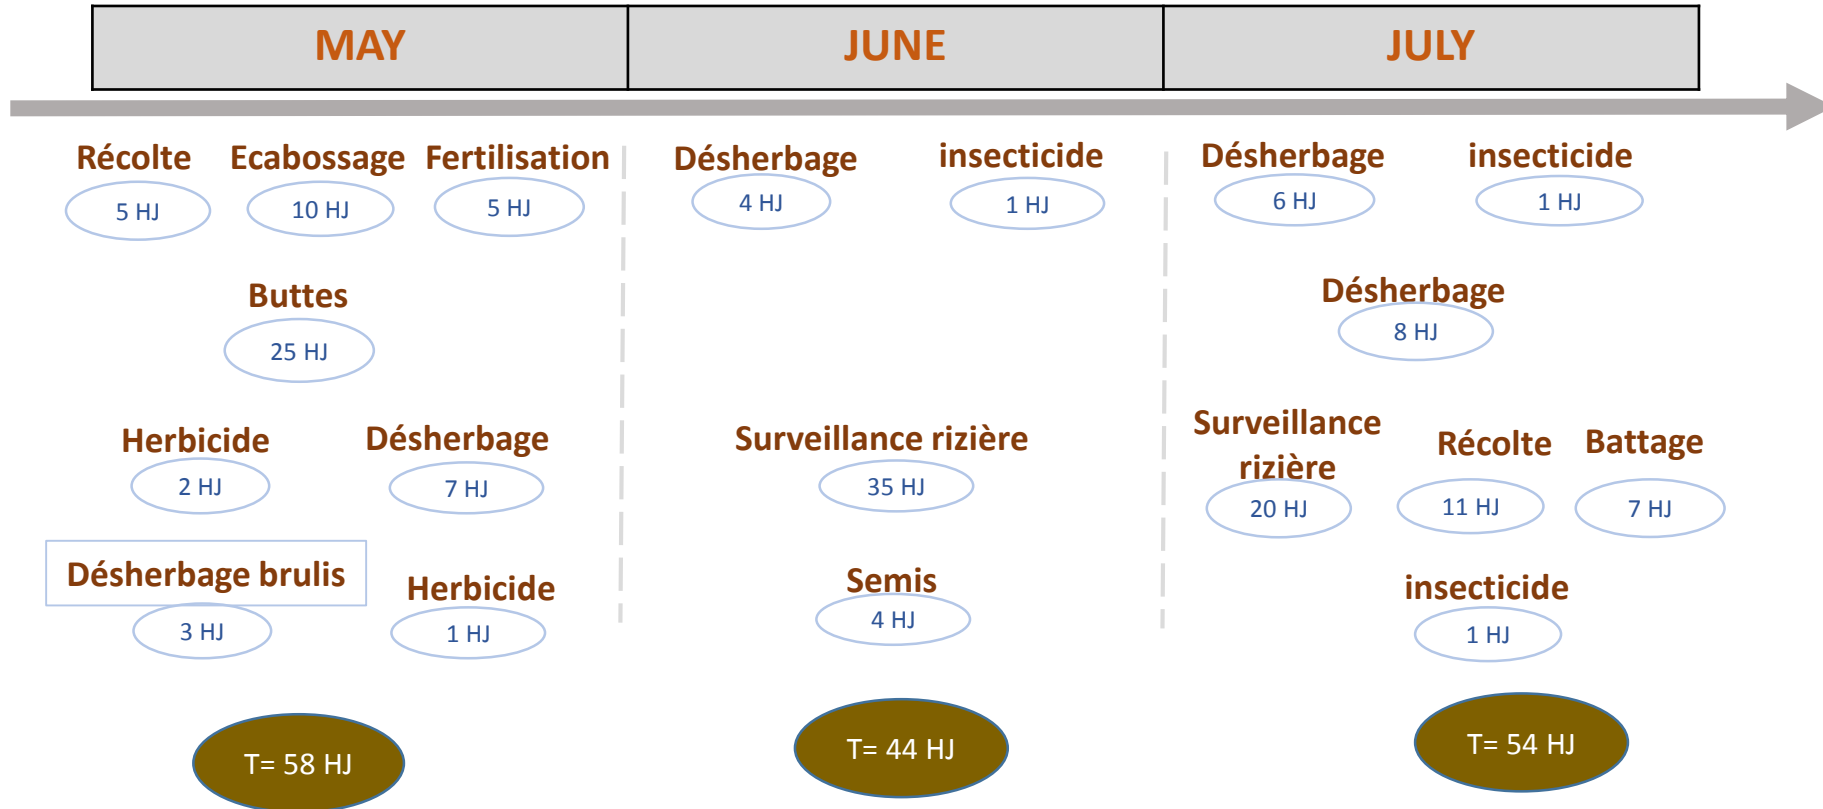 MAY JUNE JULY
Récolte Ecabossage Fertilisation
5 HJ 10 HJ 5 HJ
Buttes
25 HJ
Herbicide Désherbage
2 HJ 7 HJ
Désherbage brulis Herbicide
3 HJ 1 HJ
T= 58 HJ
Désherbage insecticide
4 HJ 1 HJ
Surveillance rizière
35 HJ
Semis
4 HJ
T= 44 HJ
Désherbage insecticide
6 HJ 1 HJ
Désherbage
8 HJ
Surveillance
rizière Récolte Battage
20 HJ 11 HJ 7 HJ
insecticide
1 HJ
T= 54 HJ